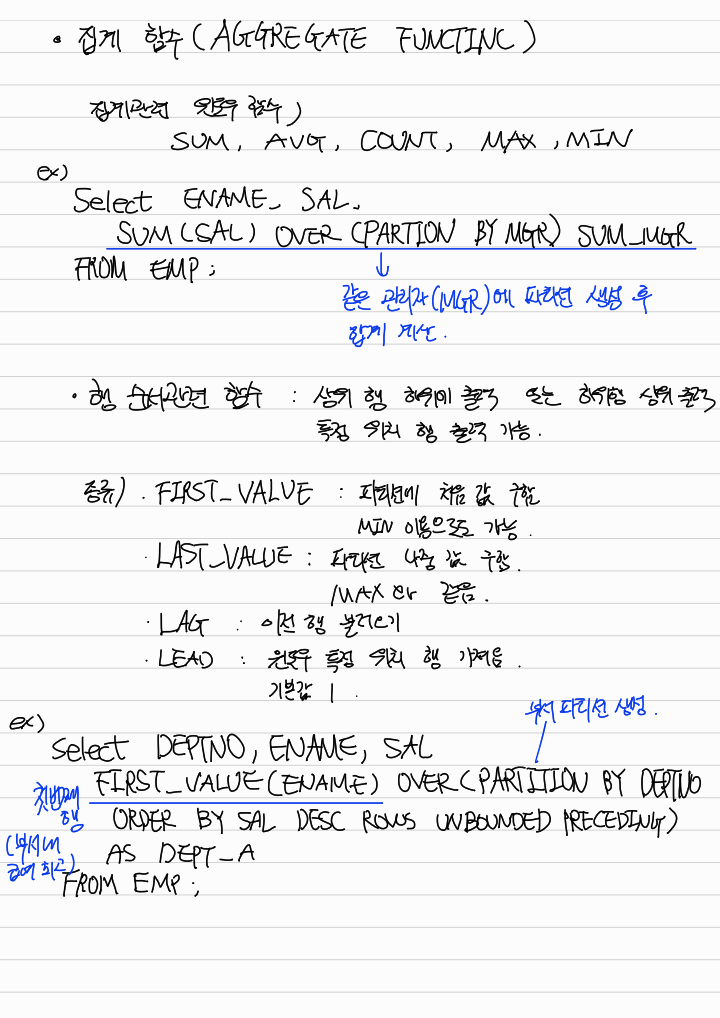 • 집계 함수 (AGGREGATE FUNCTINC)
집계관련 윈도우 함수)
SUM, AVG, COUNT, MAX, MIN
ex)
Select ENAME, SAL,
SUM(SAL) OVER (PARTION BY MGR) SUM_MGR
FROM EMP;
↓
같은 관리자(MGR)에 파티션 생성 후
합계 계산.
• 행 순서관련 함수 : 상위 행 하위에 출력 또는 하위행 상위 출력
특정 위치 행 출력 가능.
종류) · FIRST_VALUE : 파티션에 처음 값 구함
MIN 이용으로도 가능.
· LAST_VALUE : 파티션 나중 값 구함.
MAX 와 같음.
· LAG : 이전 행 불러오기
· LEAD : 윈도우 특정 위치 행 가져옴.
기본값 1.
부서 파티션 생성.
ex)
Select DEPTNO, ENAME, SAL
FIRST_VALUE(ENAME) OVER (PARTITION BY DEPTNO
첫번째
행
ORDER BY SAL DESC ROWS UNBOUNDED PRECEDING)
(부서내
급여 최고)
AS DEPT_A
FROM EMP;